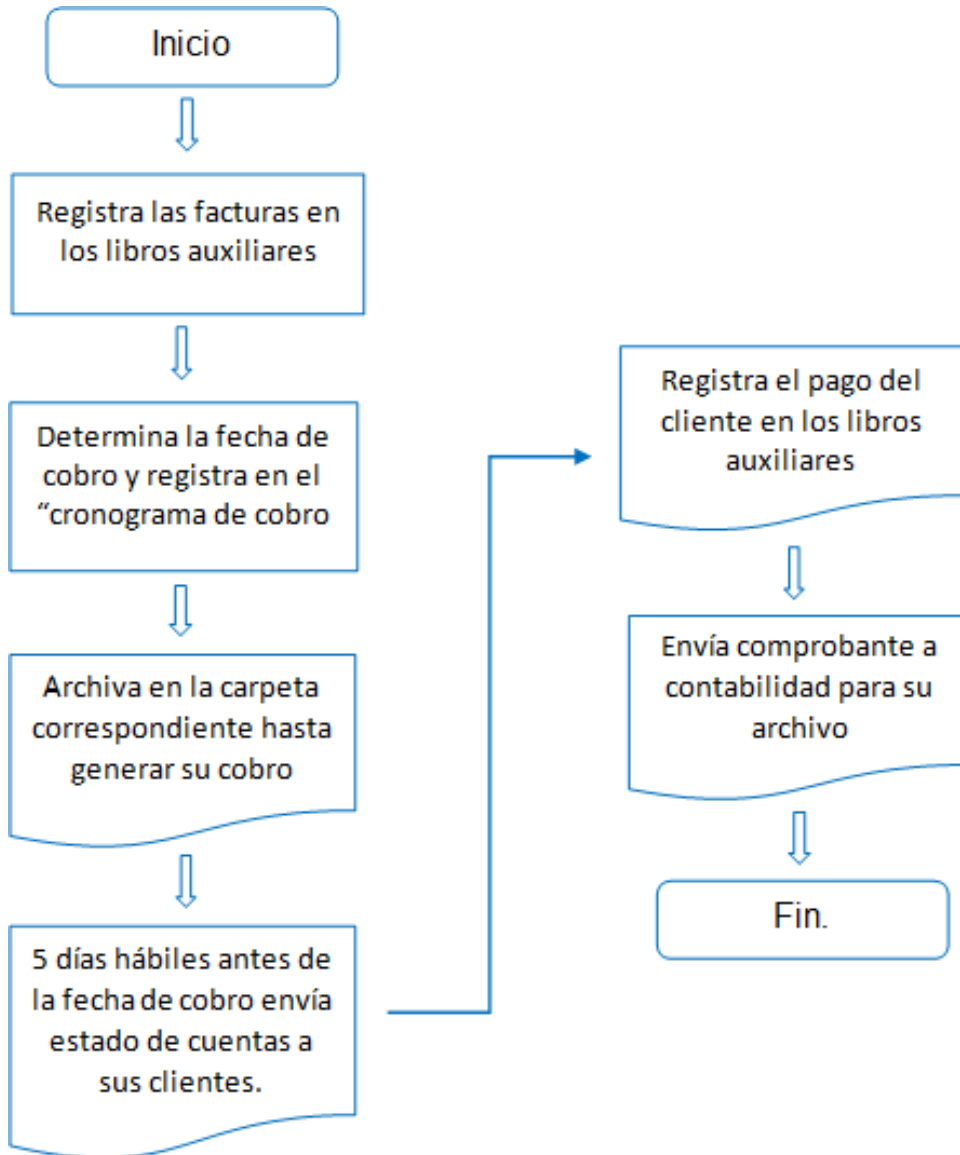 Inicio
Registra las facturas en
los libros auxiliares
Determina la fecha de
cobro y registra en el
“cronograma de cobro
Archiva en la carpeta
correspondiente hasta
generar su cobro
5 días hábiles antes de
la fecha de cobro envía
estado de cuentas a
sus clientes.
Registra el pago del
cliente en los libros
auxiliares
Envía comprobante a
contabilidad para su
archivo
Fin.